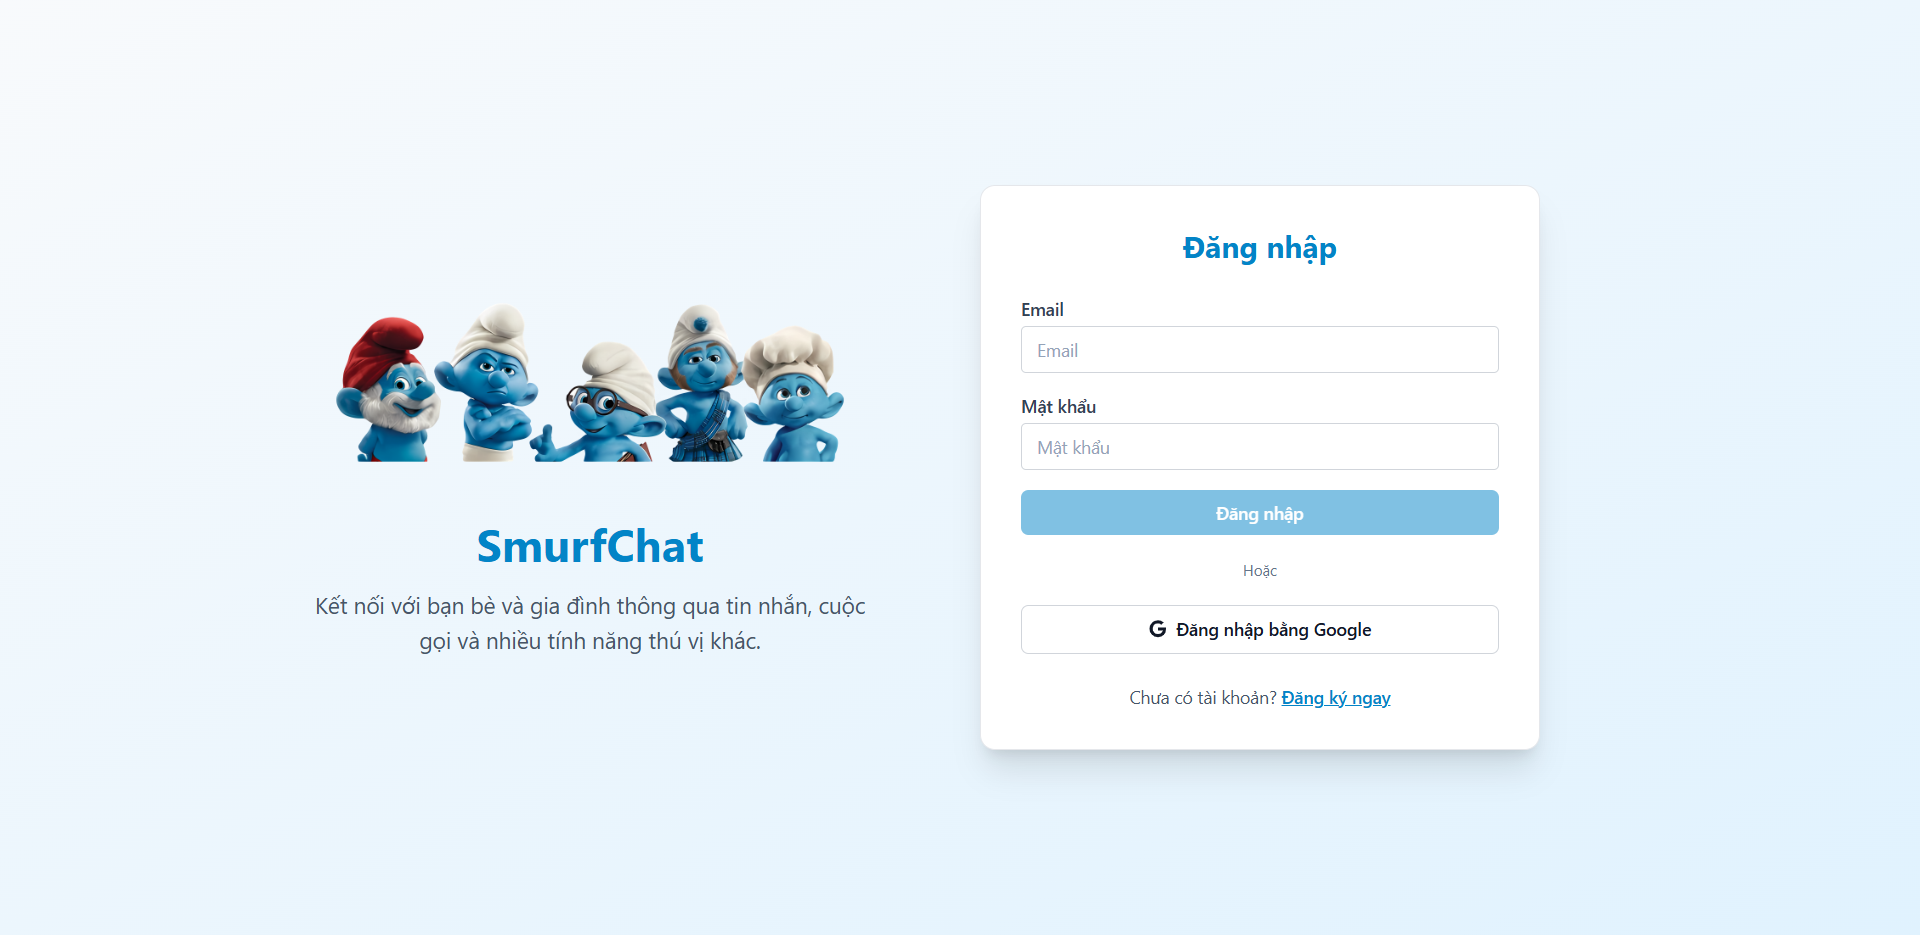 SmurfChat
Kết nối với bạn bè và gia đình thông qua tin nhắn, cuộc
gọi và nhiều tính năng thú vị khác.
Đăng nhập
Email
Email
Mật khẩu
Mật khẩu
Đăng nhập
Hoặc
Đăng nhập bằng Google
Chưa có tài khoản? Đăng ký ngay